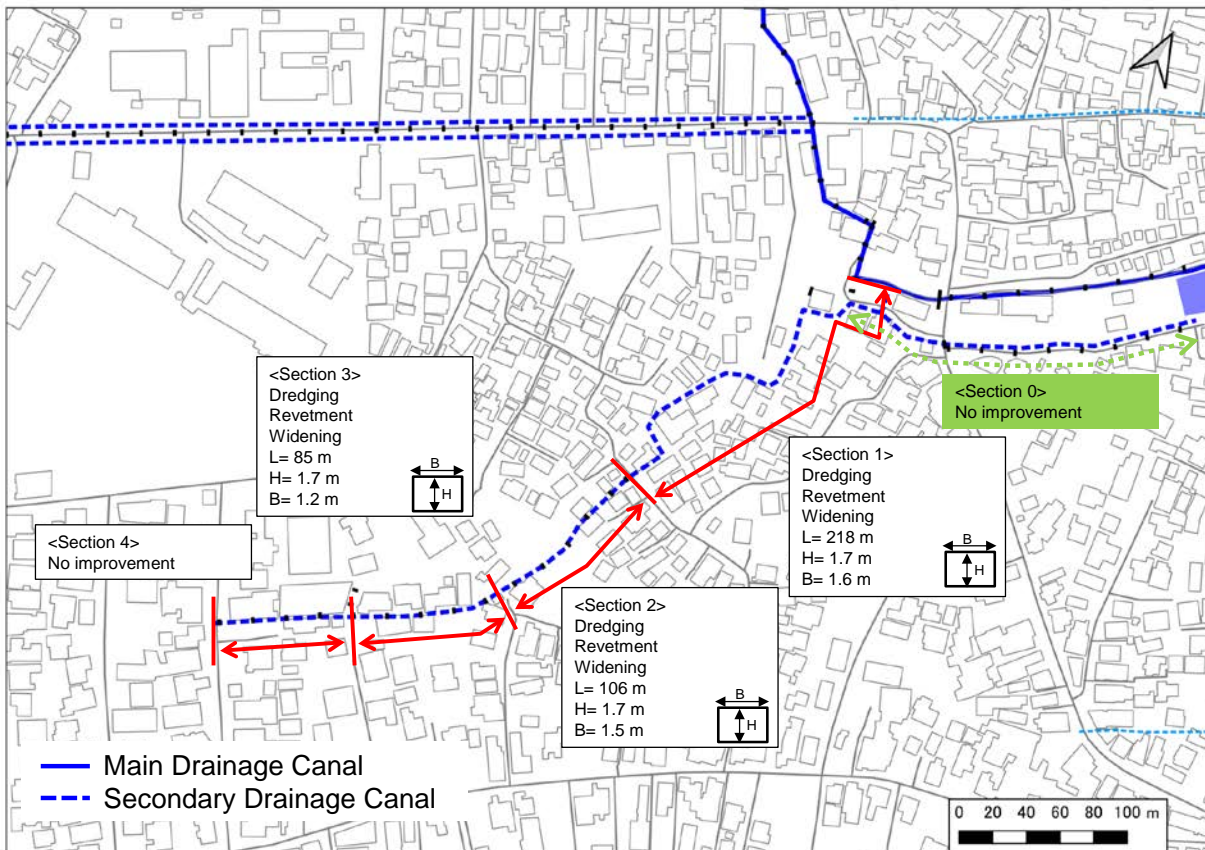 <Section 3>
Dredging
Revetment
Widening
L= 85 m
H= 1.7 m
B= 1.2 m
B
H
<Section 0>
No improvement
<Section 1>
Dredging
Revetment
Widening
L= 218 m
H= 1.7 m
B= 1.6 m
B
H
<Section 4>
No improvement
<Section 2>
Dredging
Revetment
Widening
L= 106 m
H= 1.7 m
B= 1.5 m
B
H
Main Drainage Canal
Secondary Drainage Canal
0 20 40 60 80 100 m